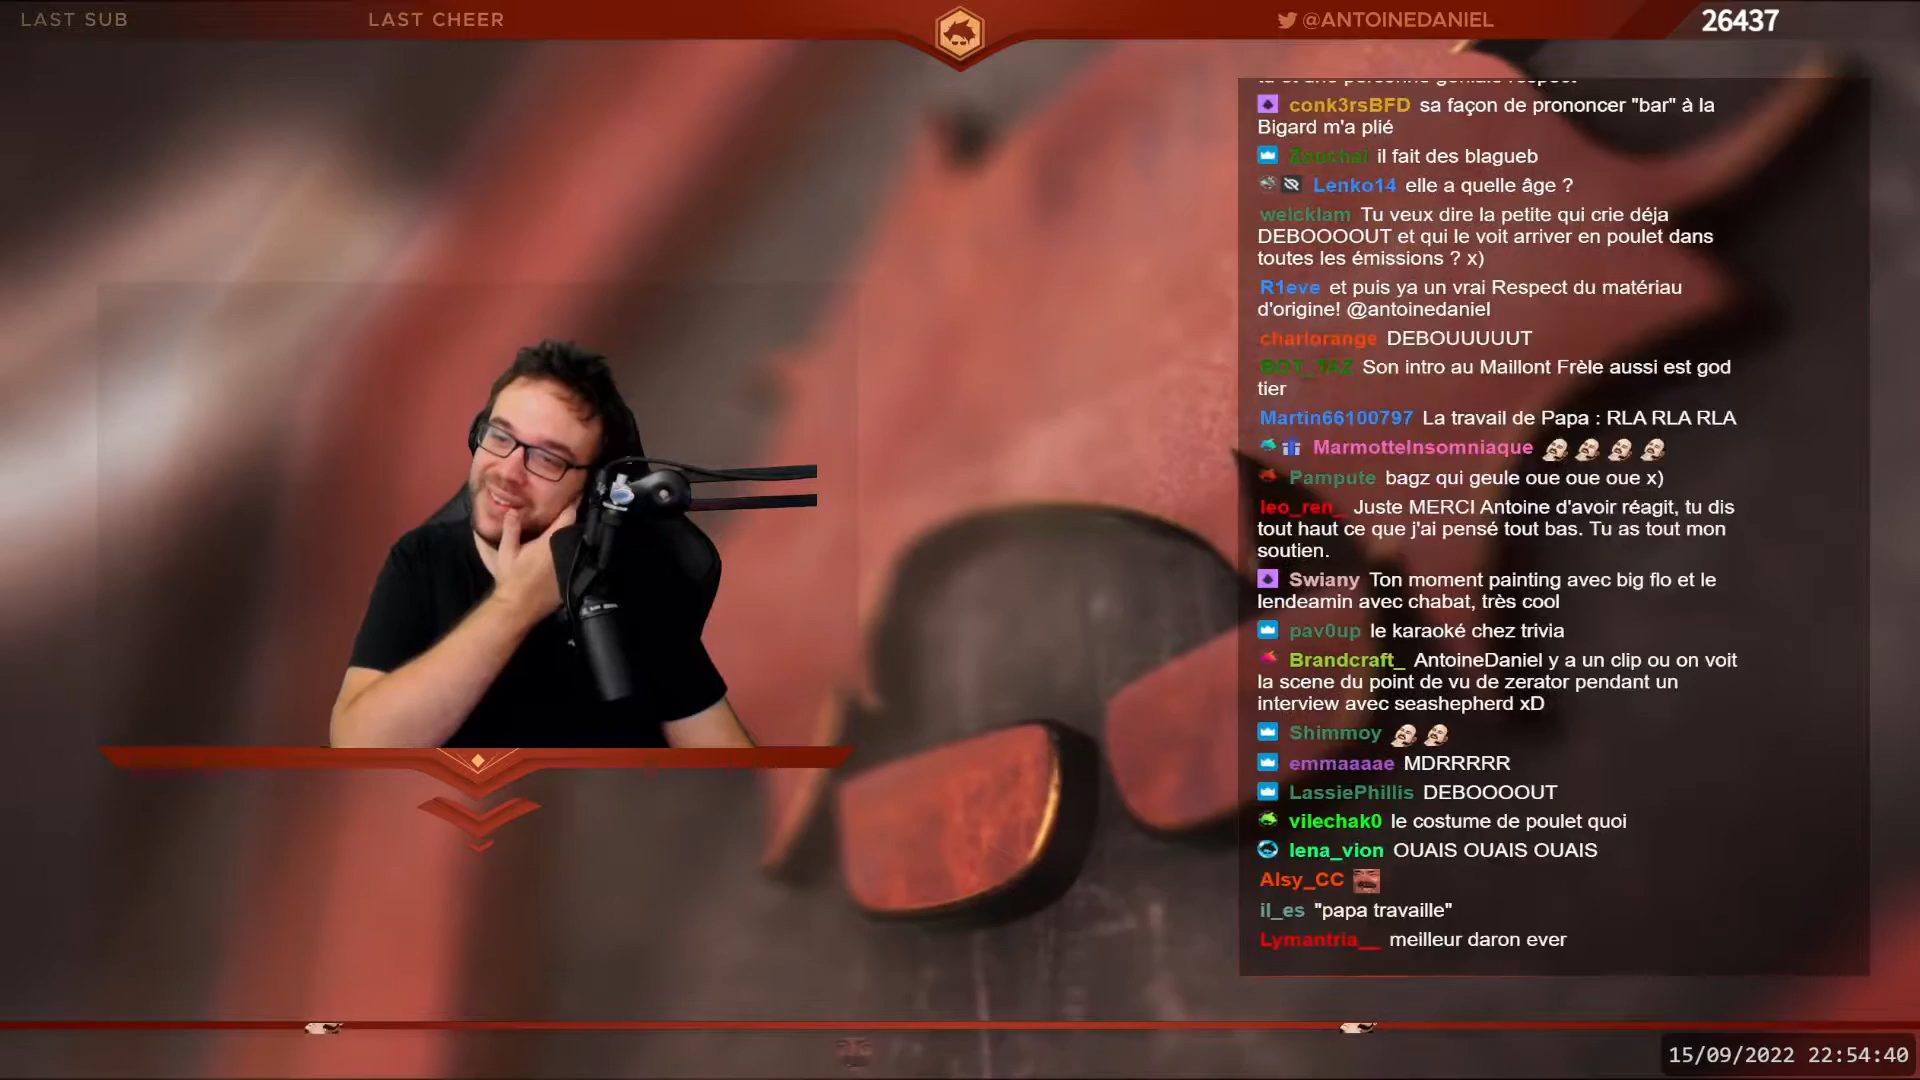 LAST SUB
LAST CHEER
@ANTOINEDANIEL
26437
conk3rsBFD sa façon de prononcer "bar" à la
Bigard m'a plié
Zouchai il fait des blagueb
Lenko14 elle a quelle âge ?
welcklam Tu veux dire la petite qui crie déja
DEBOOOOUT et qui le voit arriver en poulet dans
toutes les émissions ? x)
R1eve et puis ya un vrai Respect du matériau
d'origine! @antoinedaniel
charlorange DEBOUUUUUT
BOT_TAZ Son intro au Maillont Frèle aussi est god
tier
Martin66100797 La travail de Papa : RLA RLA RLA
MarmotteInsomniaque
Pampute bagz qui geule oue oue oue x)
leo_ren_ Juste MERCI Antoine d'avoir réagit, tu dis
tout haut ce que j'ai pensé tout bas. Tu as tout mon
soutien.
Swiany Ton moment painting avec big flo et le
lendeamin avec chabat, très cool
pav0up le karaoké chez trivia
Brandcraft_ AntoineDaniel y a un clip ou on voit
la scene du point de vu de zerator pendant un
interview avec seashepherd xD
Shimmoy
emmaaaae MDRRRRR
LassiePhillis DEBOOOOUT
vilechak0 le costume de poulet quoi
lena_vion OUAIS OUAIS OUAIS
Alsy_CC
il_es "papa travaille"
Lymantria__ meilleur daron ever
15/09/2022 22:54:40